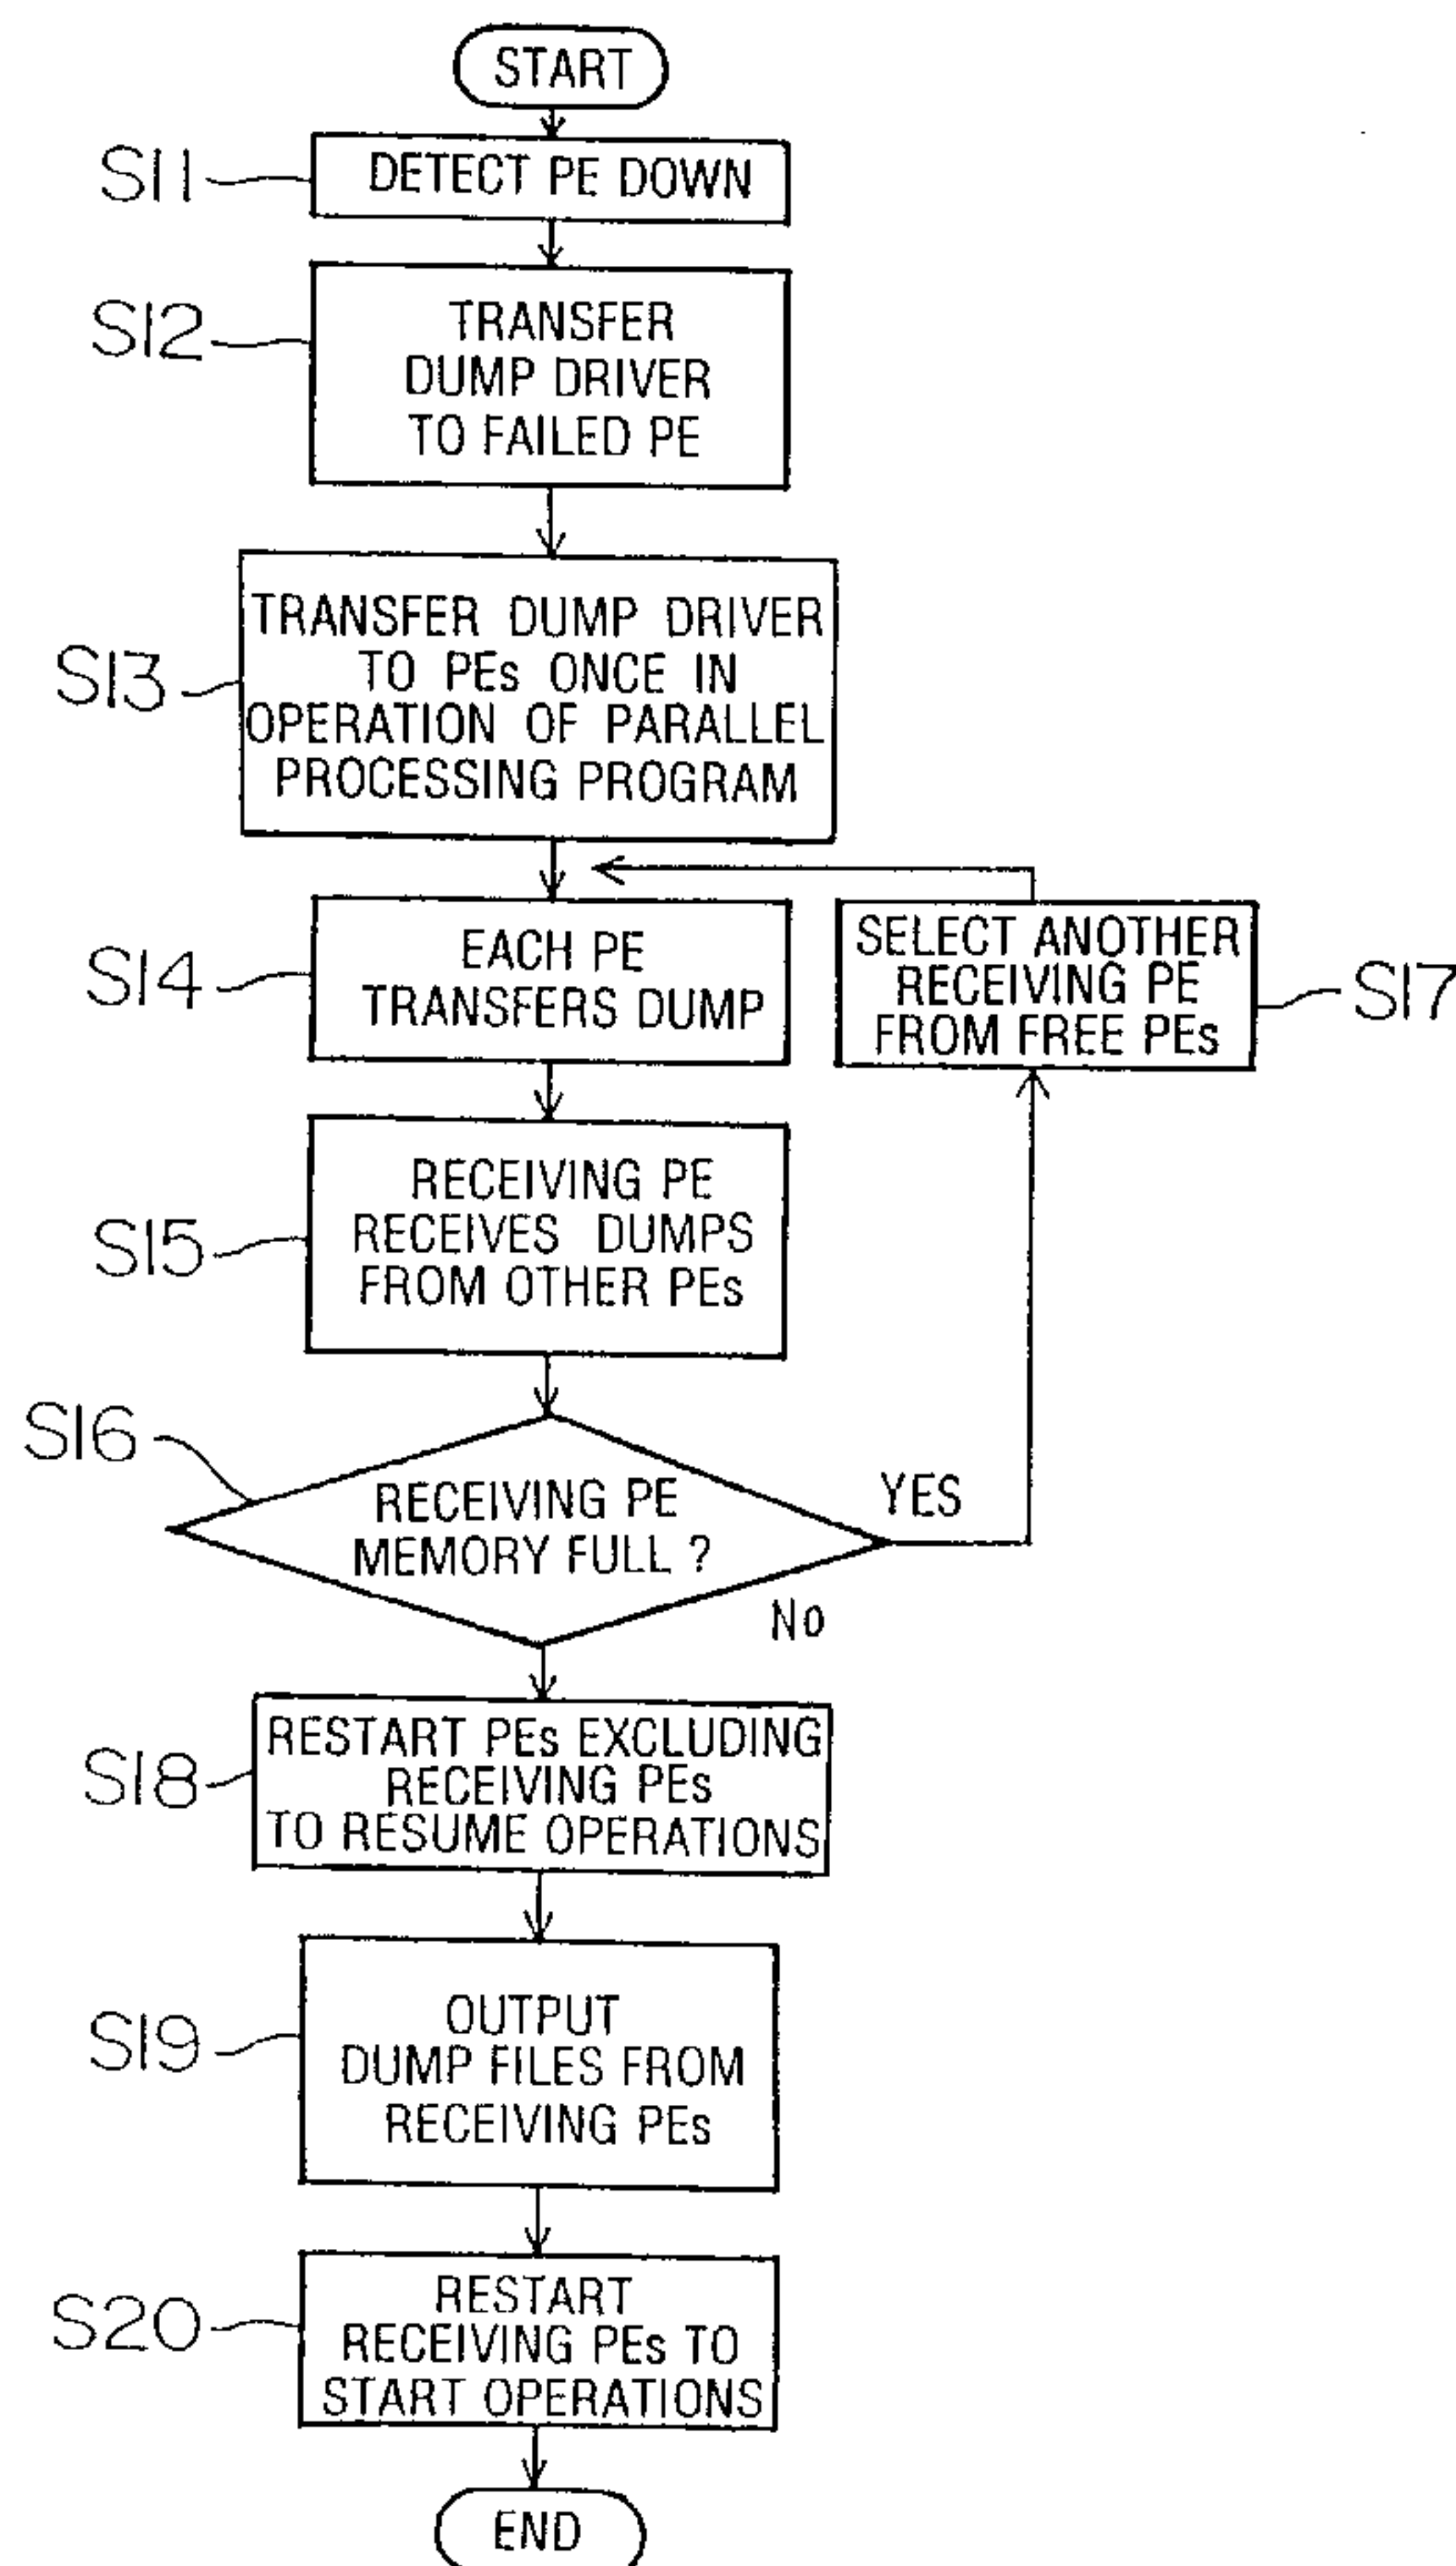 START
S11
DETECT PE DOWN
S12
TRANSFER
DUMP DRIVER
TO FAILED PE
S13
TRANSFER DUMP DRIVER
TO PEs ONCE IN
OPERATION OF PARALLEL
PROCESSING PROGRAM
S14
EACH PE
TRANSFERS DUMP
SELECT ANOTHER
RECEIVING PE
FROM FREE PEs
S17
S15
RECEIVING PE
RECEIVES DUMPS
FROM OTHER PEs
S16
RECEIVING PE
MEMORY FULL ?
YES
No
S18
RESTART PEs EXCLUDING
RECEIVING PEs
TO RESUME OPERATIONS
S19
OUTPUT
DUMP FILES FROM
RECEIVING PEs
S20
RESTART
RECEIVING PEs TO
START OPERATIONS
END